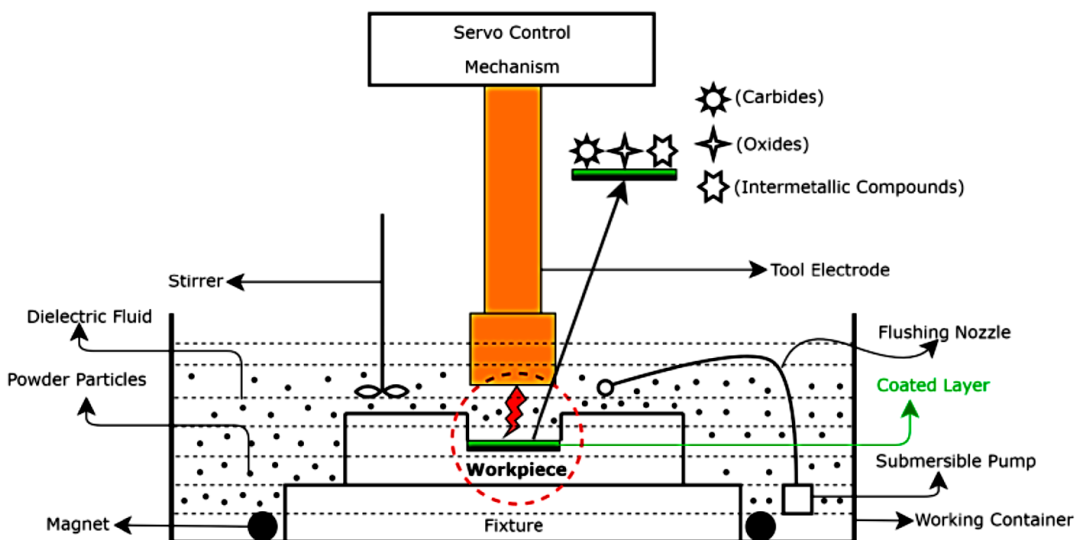 Servo Control
Mechanism
(Carbides)
(Oxides)
(Intermetallic Compounds)
Stirrer
Tool Electrode
Dielectric Fluid
Flushing Nozzle
Powder Particles
Coated Layer
Workpiece
Submersible Pump
Magnet
Fixture
Working Container